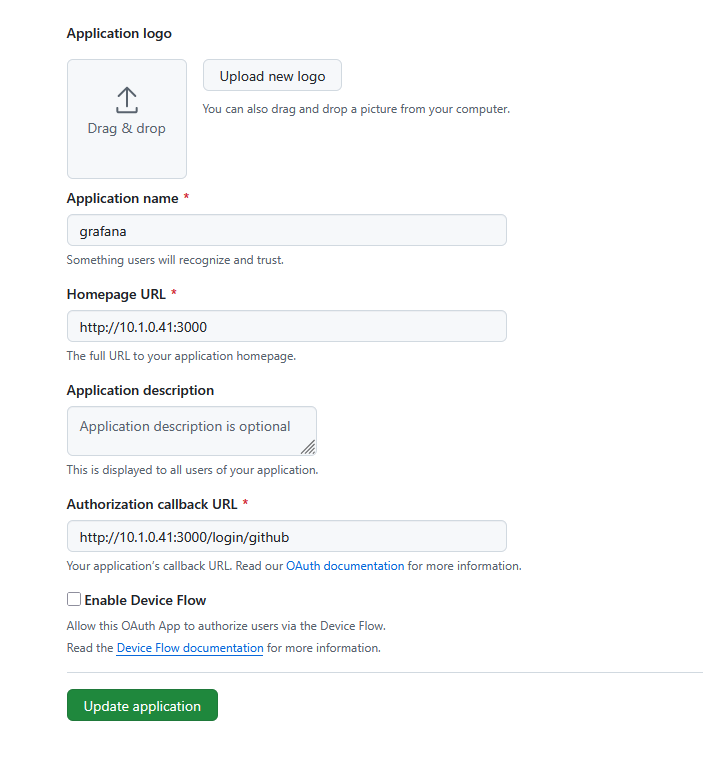 Application logo
Drag & drop
Upload new logo
You can also drag and drop a picture from your computer.
Application name *
grafana
Something users will recognize and trust.
Homepage URL *
http://10.1.0.41:3000
The full URL to your application homepage.
Application description
Application description is optional
This is displayed to all users of your application.
Authorization callback URL *
http://10.1.0.41:3000/login/github
Your application’s callback URL. Read our OAuth documentation for more information.
Enable Device Flow
Allow this OAuth App to authorize users via the Device Flow.
Read the Device Flow documentation for more information.
Update application